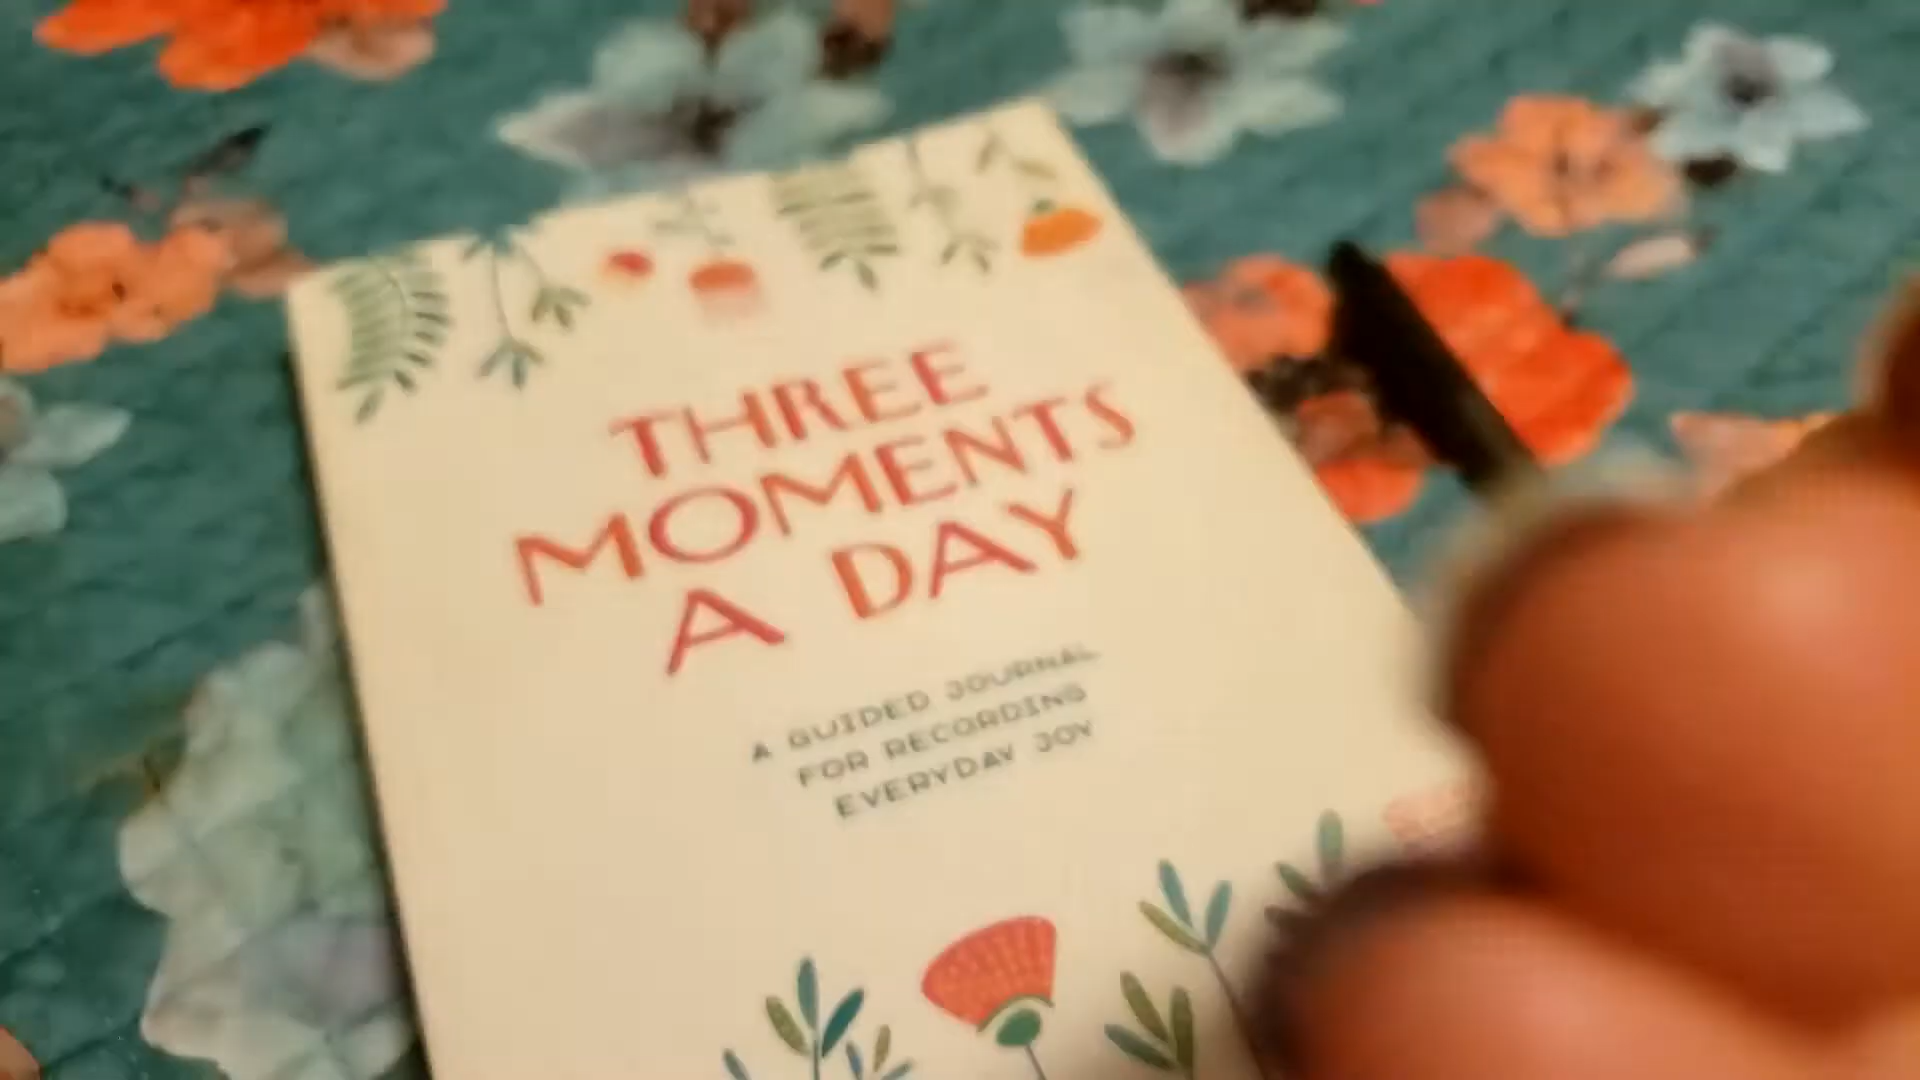 THREE
MOMENTS
A DAY
A GUIDED JOURNAL
FOR RECORDING
EVERYDAY JOY